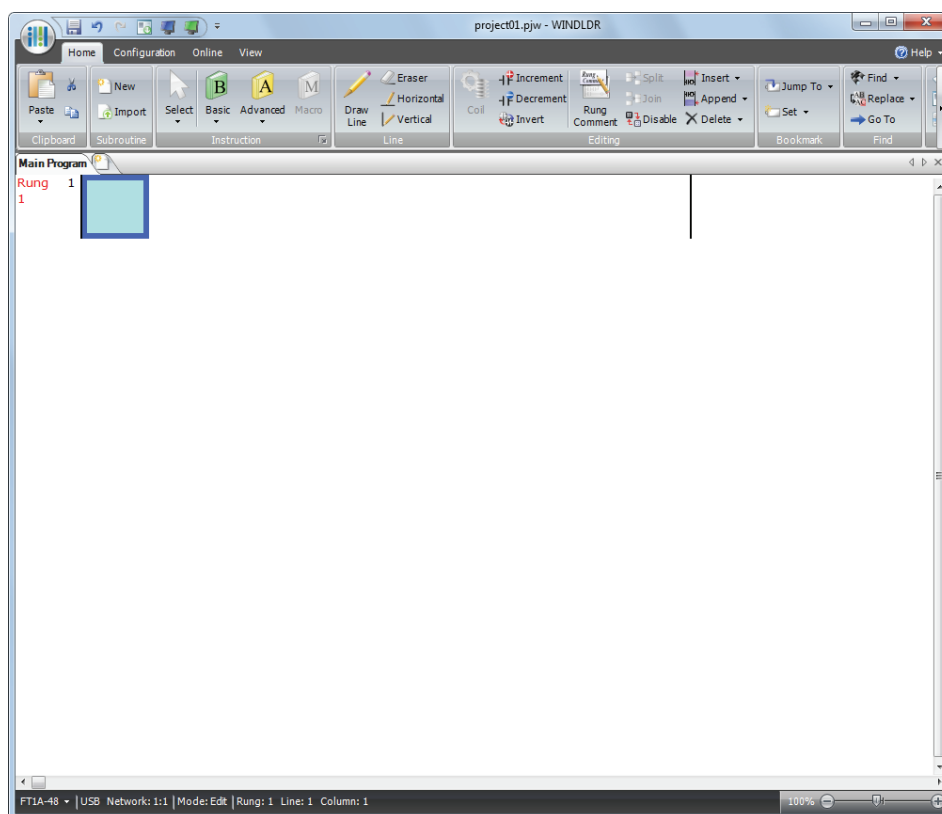 project01.pjw - WINDLDR
Home Configuration Online View Help
Paste New Import Select Basic Advanced Macro Draw Line Eraser Horizontal Vertical Coil Increment Decrement Invert Rung Comment Split Join Disable Insert Append Delete Jump To Set Find Replace Go To
Clipboard Subroutine Instruction Line Editing Bookmark Find
Main Program
Rung 1
1
FT1A-48 USB Network: 1:1 Mode: Edit Rung: 1 Line: 1 Column: 1 100%